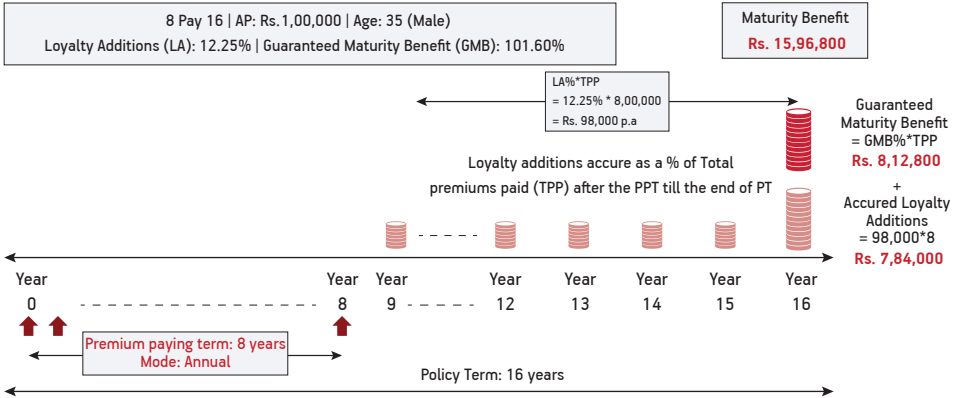 8 Pay 16 | AP: Rs.1,00,000 | Age: 35 (Male)
Loyalty Additions (LA): 12.25% | Guaranteed Maturity Benefit (GMB): 101.60%
Maturity Benefit
Rs. 15,96,800
LA%*TPP
= 12.25% * 8,00,000
= Rs. 98,000 p.a
Guaranteed
Maturity Benefit
= GMB%*TPP
Rs. 8,12,800
+
Accured Loyalty
Additions
= 98,000*8
Rs. 7,84,000
Loyalty additions accure as a % of Total
premiums paid (TPP) after the PPT till the end of PT
Year Year Year Year Year Year Year Year
0 8 9 12 13 14 15 16
Premium paying term: 8 years
Mode: Annual
Policy Term: 16 years